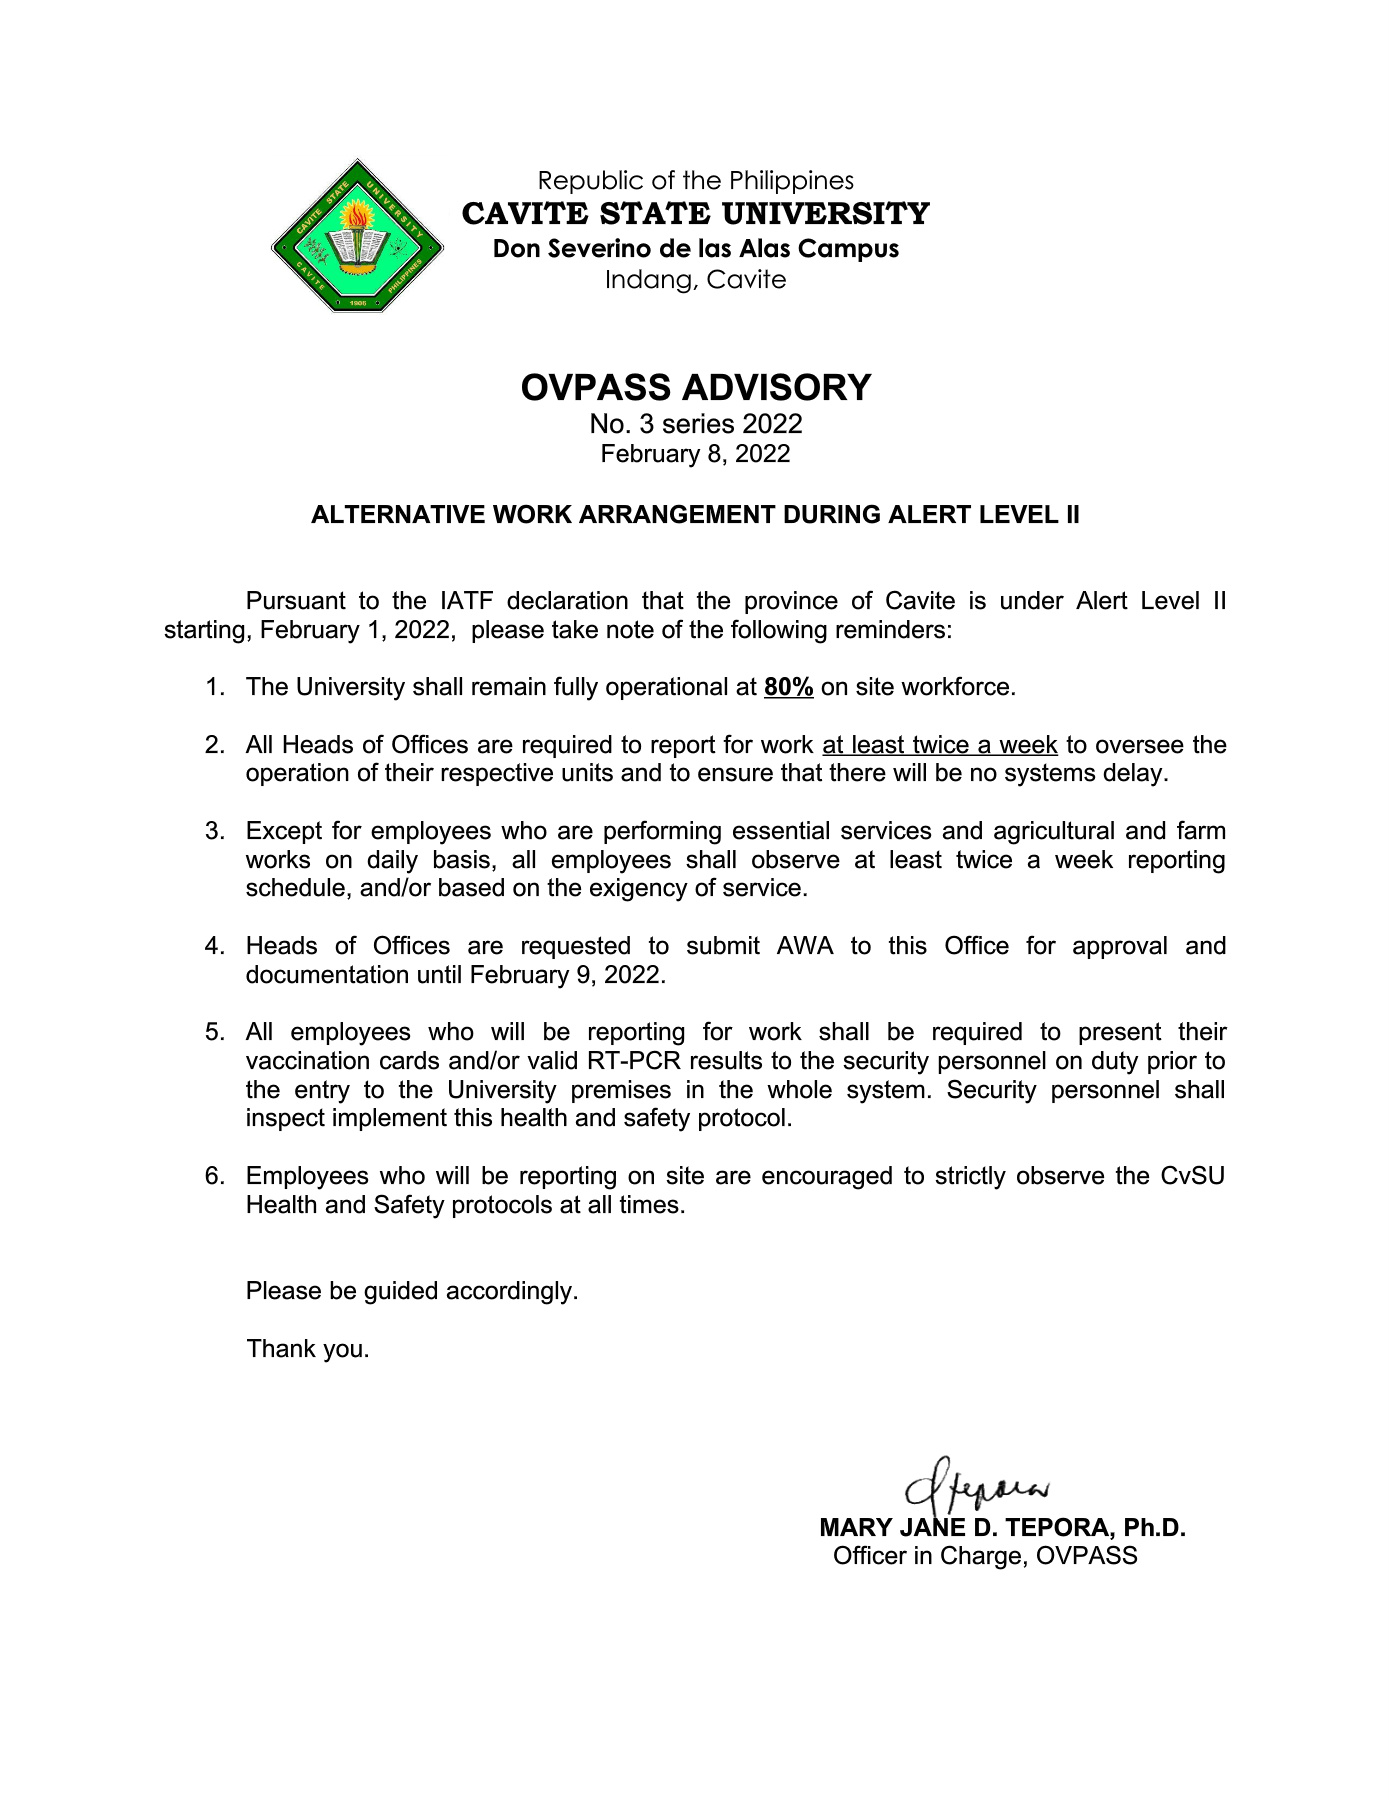 CAVITE STATE UNIVERSITY
CAVITE PHILIPPINES
1906
Republic of the Philippines
CAVITE STATE UNIVERSITY
Don Severino de las Alas Campus
Indang, Cavite
OVPASS ADVISORY
No. 3 series 2022
February 8, 2022
ALTERNATIVE WORK ARRANGEMENT DURING ALERT LEVEL II
Pursuant to the IATF declaration that the province of Cavite is under Alert Level II
starting, February 1, 2022, please take note of the following reminders:
1. The University shall remain fully operational at 80% on site workforce.
2. All Heads of Offices are required to report for work at least twice a week to oversee the
operation of their respective units and to ensure that there will be no systems delay.
3. Except for employees who are performing essential services and agricultural and farm
works on daily basis, all employees shall observe at least twice a week reporting
schedule, and/or based on the exigency of service.
4. Heads of Offices are requested to submit AWA to this Office for approval and
documentation until February 9, 2022.
5. All employees who will be reporting for work shall be required to present their
vaccination cards and/or valid RT-PCR results to the security personnel on duty prior to
the entry to the University premises in the whole system. Security personnel shall
inspect implement this health and safety protocol.
6. Employees who will be reporting on site are encouraged to strictly observe the CvSU
Health and Safety protocols at all times.
Please be guided accordingly.
Thank you.
MARY JANE D. TEPORA, Ph.D.
Officer in Charge, OVPASS